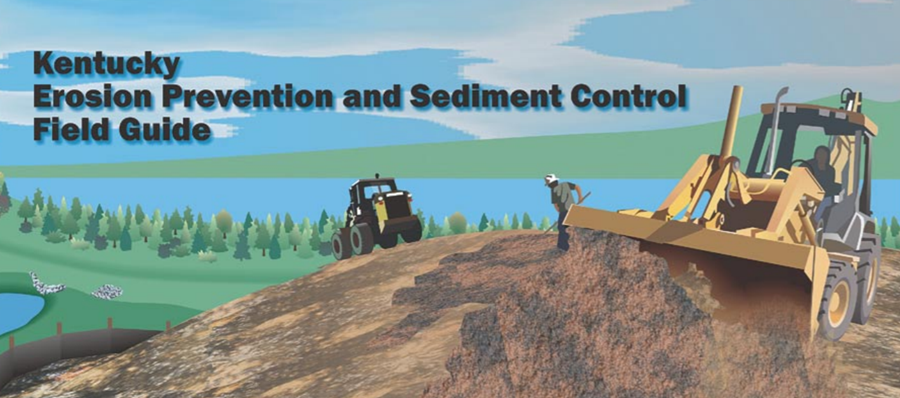 Kentucky
Erosion Prevention and Sediment Control
Field Guide